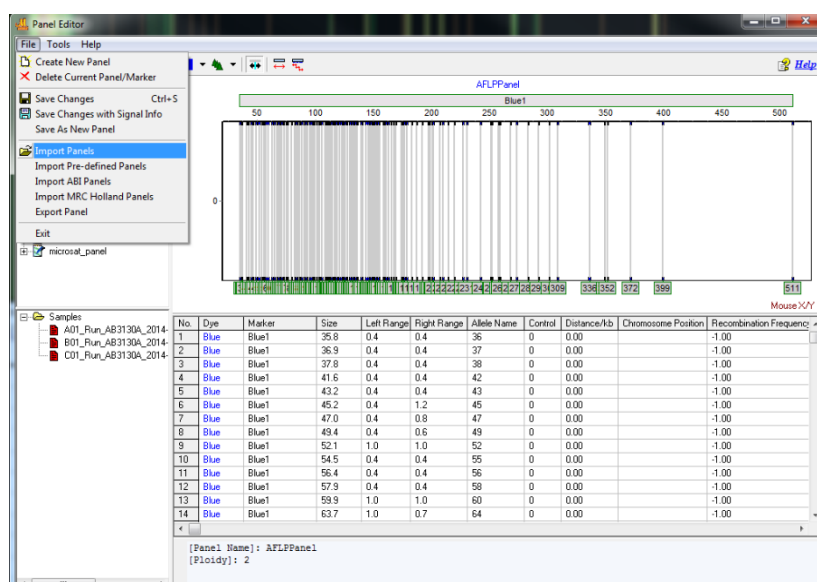 Panel Editor
File Tools Help
Create New Panel
Delete Current Panel/Marker
Save Changes Ctrl+S
Save Changes with Signal Info
Save As New Panel
Import Panels
Import Pre-defined Panels
Import ABI Panels
Import MRC Holland Panels
Export Panel
Exit
microsat_panel
Help
AFLPPanel
Blue1
50 100 150 200 250 300 350 400 450 500
0
336 352 372 399 511
Mouse X/Y
Samples
A01_Run_AB3130A_2014-
B01_Run_AB3130A_2014-
C01_Run_AB3130A_2014-
No. Dye Marker Size Left Range Right Range Allele Name Control Distance/kb Chromosome Position Recombination Frequency
1 Blue Blue1 35.8 0.4 0.4 36 0 0.00 -1.00
2 Blue Blue1 36.9 0.4 0.4 37 0 0.00 -1.00
3 Blue Blue1 37.8 0.4 0.4 38 0 0.00 -1.00
4 Blue Blue1 41.6 0.4 0.4 42 0 0.00 -1.00
5 Blue Blue1 43.2 0.4 0.4 43 0 0.00 -1.00
6 Blue Blue1 45.2 0.4 1.2 45 0 0.00 -1.00
7 Blue Blue1 47.0 0.4 0.8 47 0 0.00 -1.00
8 Blue Blue1 49.4 0.4 0.6 49 0 0.00 -1.00
9 Blue Blue1 52.1 1.0 1.0 52 0 0.00 -1.00
10 Blue Blue1 54.5 0.4 0.4 55 0 0.00 -1.00
11 Blue Blue1 56.4 0.4 0.4 56 0 0.00 -1.00
12 Blue Blue1 57.9 0.4 0.4 58 0 0.00 -1.00
13 Blue Blue1 59.9 1.0 1.0 60 0 0.00 -1.00
14 Blue Blue1 63.7 1.0 0.7 64 0 0.00 -1.00
[Panel Name]: AFLPPanel
[Ploidy]: 2